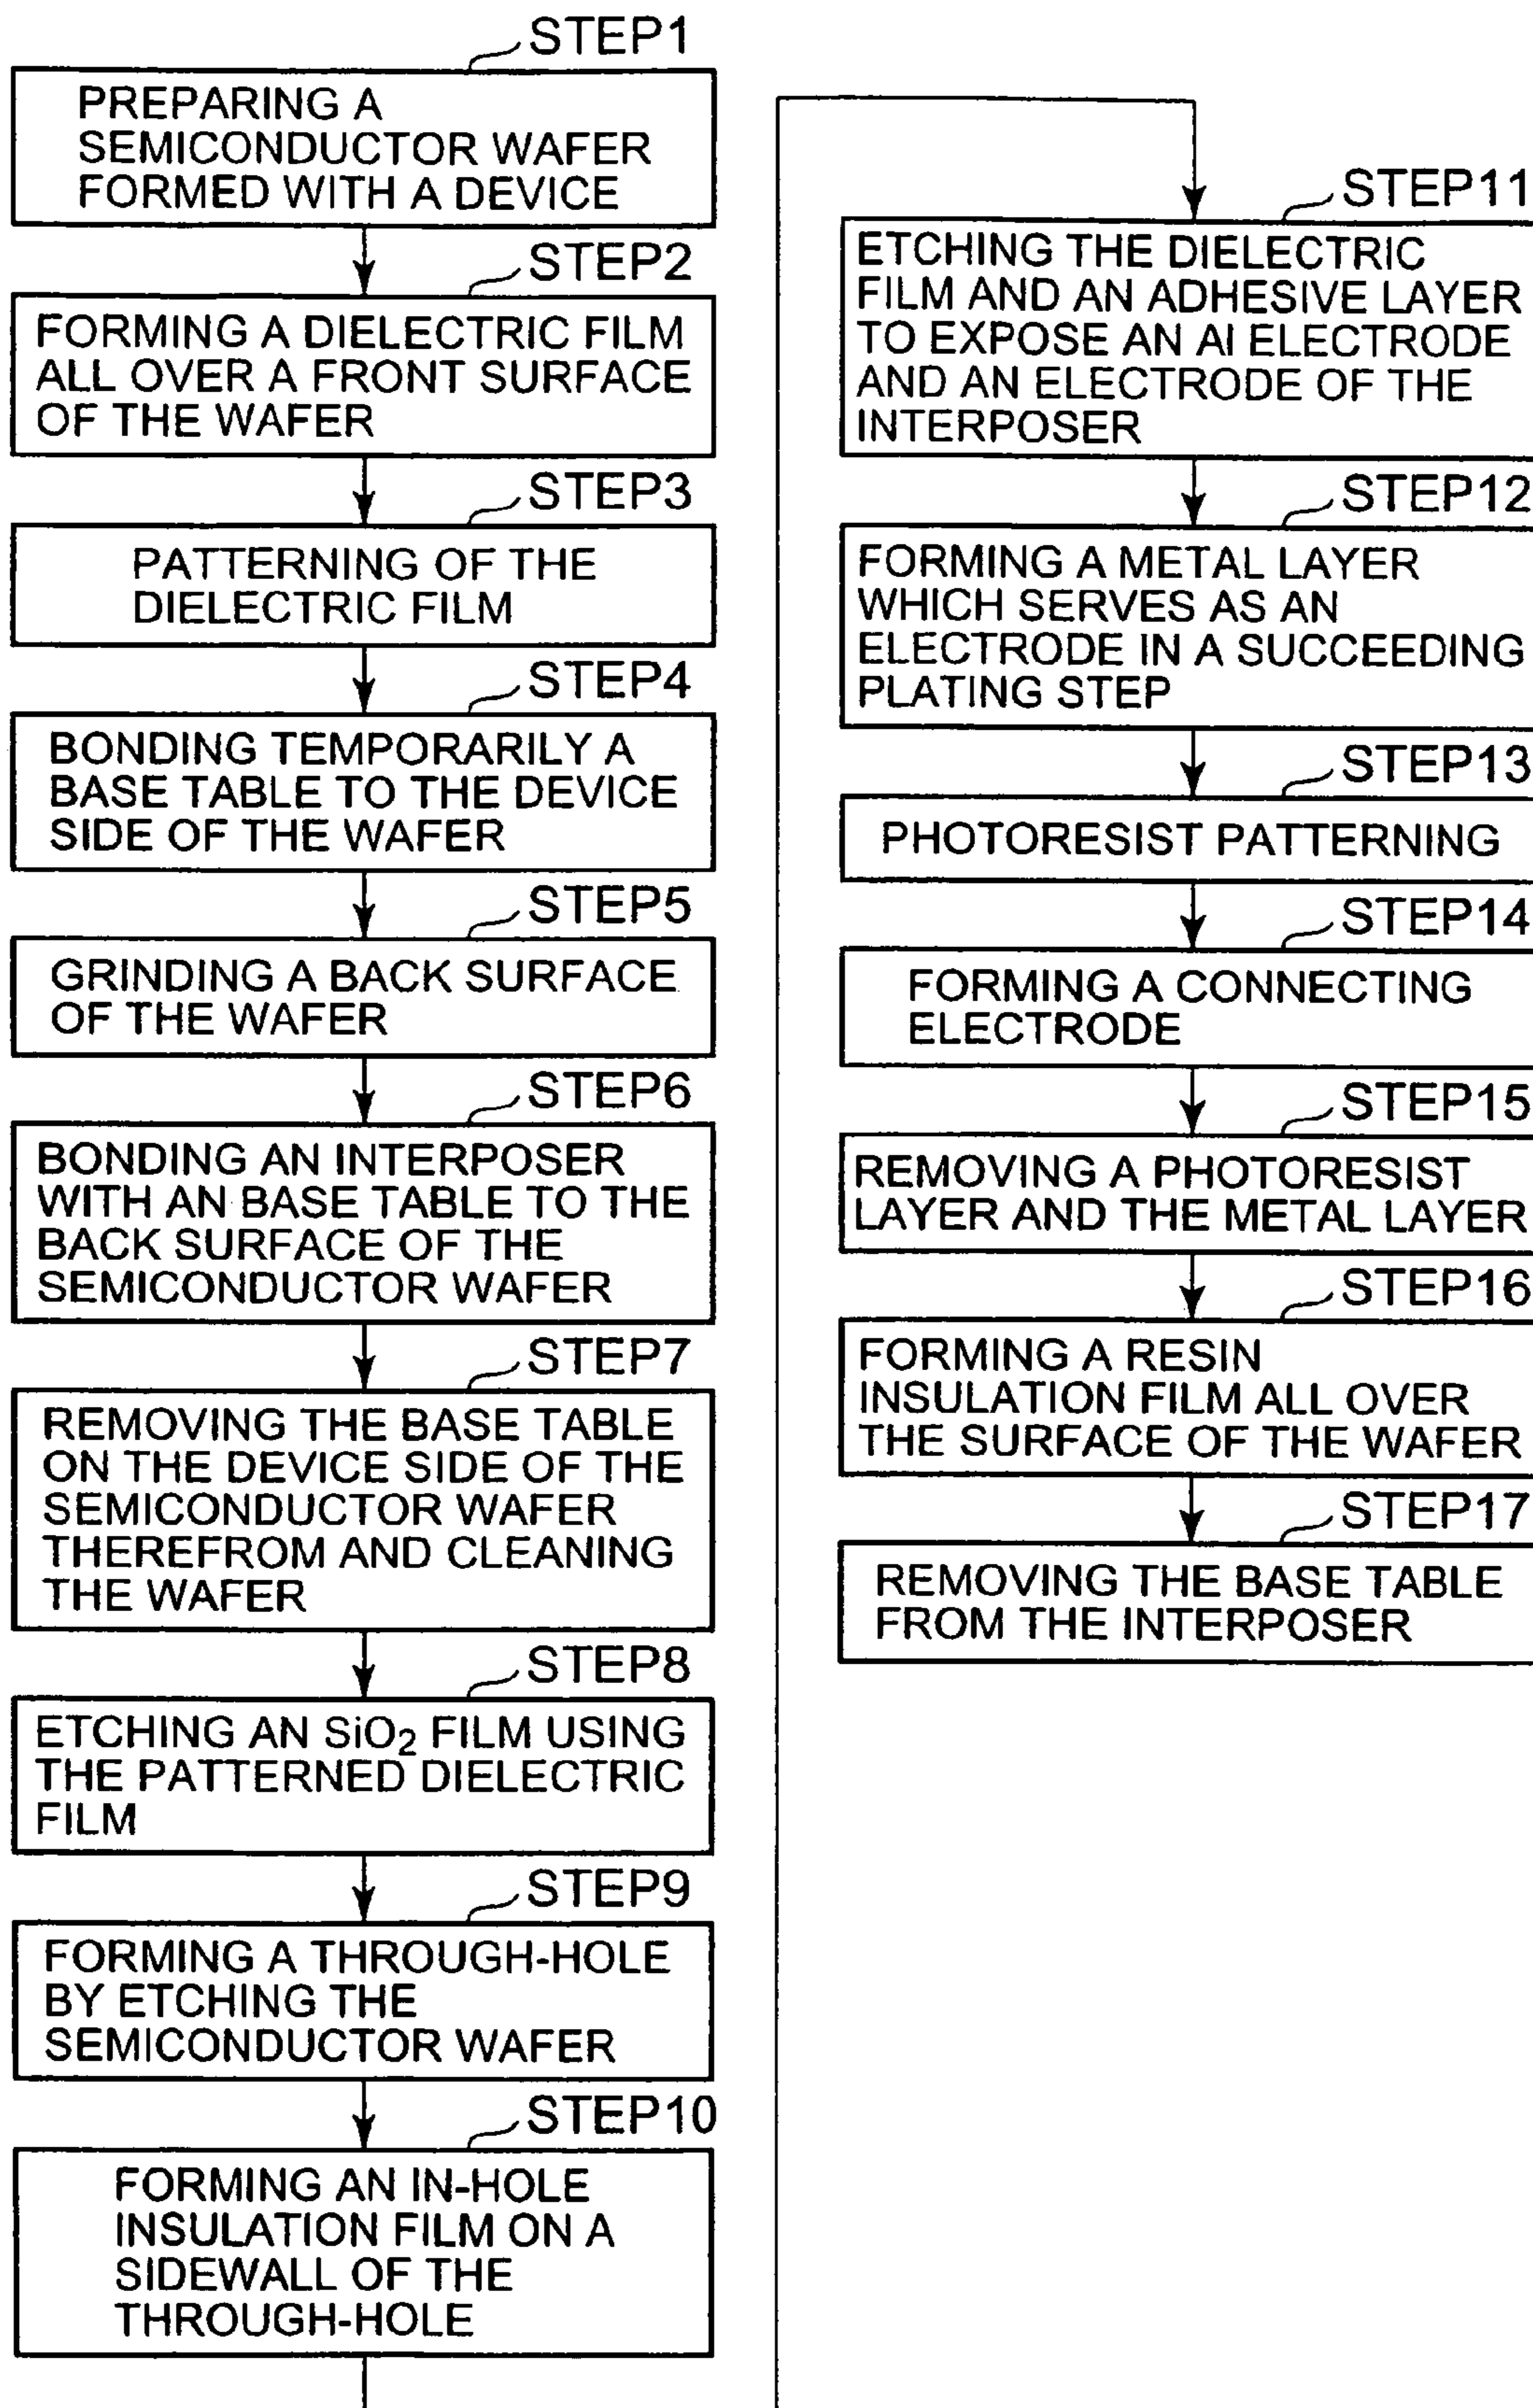 STEP1
PREPARING A
SEMICONDUCTOR WAFER
FORMED WITH A DEVICE
STEP2
FORMING A DIELECTRIC FILM
ALL OVER A FRONT SURFACE
OF THE WAFER
STEP3
PATTERNING OF THE
DIELECTRIC FILM
STEP4
BONDING TEMPORARILY A
BASE TABLE TO THE DEVICE
SIDE OF THE WAFER
STEP5
GRINDING A BACK SURFACE
OF THE WAFER
STEP6
BONDING AN INTERPOSER
WITH AN BASE TABLE TO THE
BACK SURFACE OF THE
SEMICONDUCTOR WAFER
STEP7
REMOVING THE BASE TABLE
ON THE DEVICE SIDE OF THE
SEMICONDUCTOR WAFER
THEREFROM AND CLEANING
THE WAFER
STEP8
ETCHING AN SiO₂ FILM USING
THE PATTERNED DIELECTRIC
FILM
STEP9
FORMING A THROUGH-HOLE
BY ETCHING THE
SEMICONDUCTOR WAFER
STEP10
FORMING AN IN-HOLE
INSULATION FILM ON A
SIDEWALL OF THE
THROUGH-HOLE
STEP11
ETCHING THE DIELECTRIC
FILM AND AN ADHESIVE LAYER
TO EXPOSE AN Al ELECTRODE
AND AN ELECTRODE OF THE
INTERPOSER
STEP12
FORMING A METAL LAYER
WHICH SERVES AS AN
ELECTRODE IN A SUCCEEDING
PLATING STEP
STEP13
PHOTORESIST PATTERNING
STEP14
FORMING A CONNECTING
ELECTRODE
STEP15
REMOVING A PHOTORESIST
LAYER AND THE METAL LAYER
STEP16
FORMING A RESIN
INSULATION FILM ALL OVER
THE SURFACE OF THE WAFER
STEP17
REMOVING THE BASE TABLE
FROM THE INTERPOSER